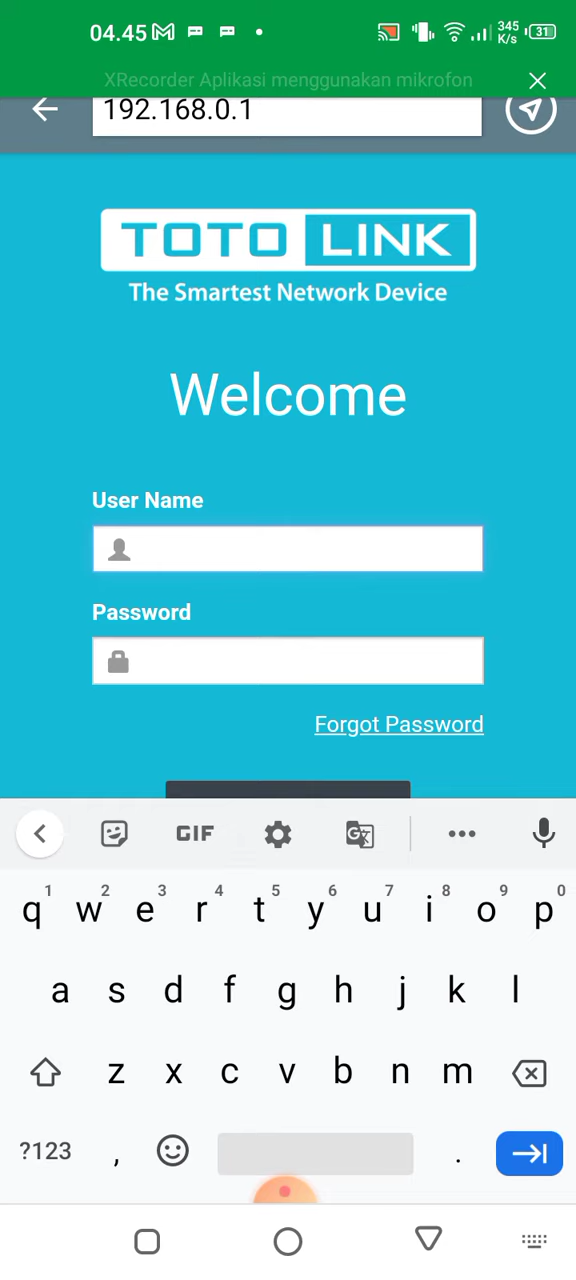 04.45
345
K/s
31
XRecorder Aplikasi menggunakan mikrofon
192.168.0.1
TOTO LINK
The Smartest Network Device
Welcome
User Name
Password
Forgot Password
GIF
1 2 3 4 5 6 7 8 9 0
q w e r t y u i o p
a s d f g h j k l
z x c v b n m
?123 , .